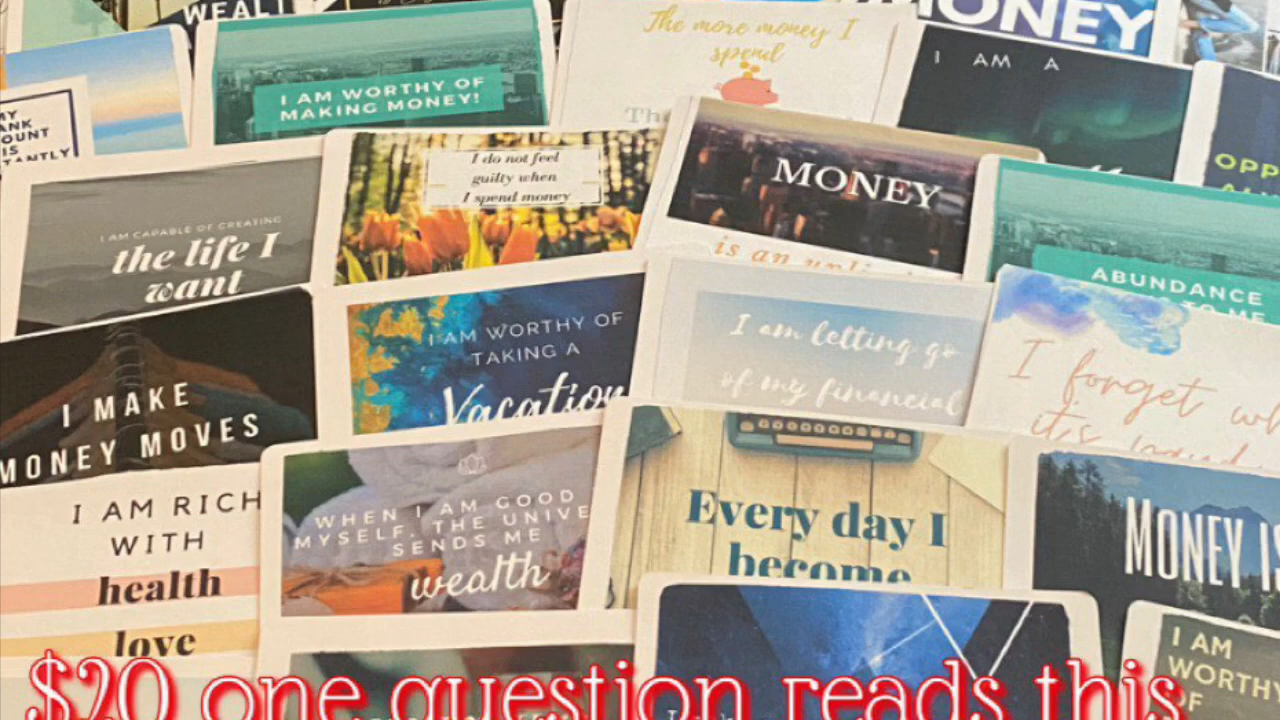 WEALT
I AM WORTHY OF
MAKING MONEY!
The more money I
spend
MONEY
I AM A
ANK
OUNT
IS
TANTLY
I do not feel
guilty when
I spend money
MONEY
is an
OPP
I AM CAPABLE OF CREATING
the life I
want
ABUNDANCE
TO ME
I AM WORTHY OF
TAKING A
Vacation
I am letting go
of my financial
I forget wh
it's
I MAKE
MONEY MOVES
I AM RICH
WITH
health
love
WHEN I AM GOOD
MYSELF, THE UNIVE
SENDS ME
wealth
Every day I
become
MONEY IS
I AM
WORTHY
OF
$20 one question reads this